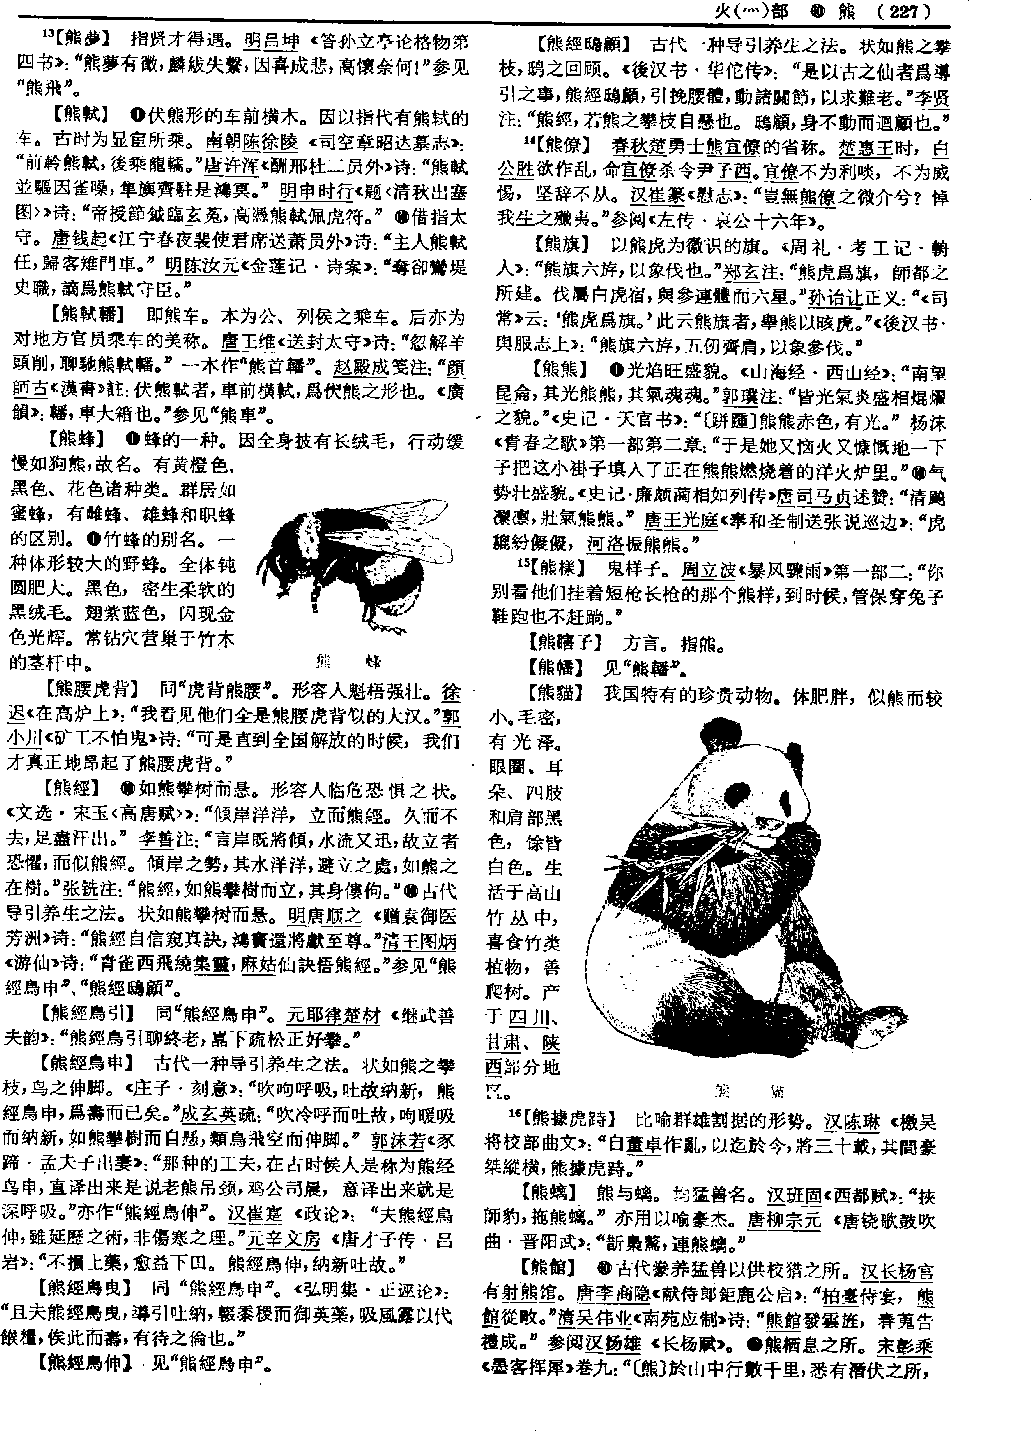 火(灬)部 熊 (227)
¹³【熊夢】 指贤才得遇。明吕坤《答孙立亭论格物第
四书》：“熊夢有徵，麟紱失繫，因喜成悲，高懷奈何！”参见
“熊飛”。
【熊軾】 ❶伏熊形的车前横木。因以指代有熊轼的
车。古时为显宦所乘。南朝陈徐陵《司空章昭达墓志》：
“前衿熊軾，後乘龍轜。”唐许浑《酬邢杜二员外》诗：“熊軾
並驅因雀噪，隼旟齊駐是鴻冥。”明申时行《题〈清秋出塞
图〉》诗：“帝授節鉞臨玄菟，高憑熊軾佩虎符。”❷借指太
守。唐钱起《江宁春夜裴使君席送萧员外》诗：“主人熊軾
任，歸客雉門車。”明陈汝元《金莲记·诗案》：“奪卻鸞堤
史職，謫爲熊軾守臣。”
【熊軾轓】 即熊车。本为公、列侯之乘车。后亦为
对地方官员乘车的美称。唐王维《送封太守》诗：“忽解羊
頭削，聊馳熊軾轓。”一本作“熊首轓”。赵殿成笺注：“顔
師古《漢書》註：伏熊軾者，車前横軾，爲伏熊之形也。《廣
韻》：轓，車大箱也。”参见“熊車”。
【熊蜂】 ❶蜂的一种。因全身披有长绒毛，行动缓
慢如狗熊，故名。有黄橙色、
黑色、花色诸种类。群居如
蜜蜂，有雌蜂、雄蜂和职蜂
的区别。❷竹蜂的别名。一
种体形较大的野蜂。全体钝
圆肥大。黑色，密生柔软的
黑绒毛。翅紫蓝色，闪现金
色光辉。常钻穴营巢于竹木
的茎杆中。
熊 蜂
【熊腰虎背】 同“虎背熊腰”。形容人魁梧强壮。徐
迟《在高炉上》：“我看见他们全是熊腰虎背似的大汉。”郭
小川《矿工不怕鬼》诗：“可是直到全国解放的时候，我们
才真正地昂起了熊腰虎背。”
【熊經】 ❶如熊攀树而悬。形容人临危恐惧之状。
《文选·宋玉〈高唐赋〉》：“傾岸洋洋，立而熊經。久而不
去，足盡汗出。”李善注：“言岸既將傾，水流又迅，故立者
恐懼，而似熊經。傾岸之勢，其水洋洋，避立之處，如熊之
在樹。”张铣注：“熊經，如熊攀樹而立，其身僂佝。”❷古代
导引养生之法。状如熊攀树而悬。明唐顺之《赠袁御医
芳洲》诗：“熊經自信窺真訣，鴻寶還將獻至尊。”清王图炳
《游仙》诗：“青雀西飛繞集靈，麻姑仙訣悟熊經。”参见“熊
經鳥申”、“熊經鴟顧”。
【熊經鳥引】 同“熊經鳥申”。元耶律楚材《继武善
夫韵》：“熊經鳥引聊終老，嵩下疏松正好攀。”
【熊經鳥申】 古代一种导引养生之法。状如熊之攀
枝，鸟之伸脚。《庄子·刻意》：“吹呴呼吸，吐故纳新，熊
經鳥申，爲壽而已矣。”成玄英疏：“吹冷呼而吐故，呴暖吸
而納新，如熊攀樹而自懸，類鳥飛空而伸脚。”郭沫若《豕
蹄·孟夫子出妻》：“那种的工夫，在古时候人是称为熊经
鸟申，直译出来是说老熊吊颈，鸡公司晨，意译出来就是
深呼吸。”亦作“熊經鳥伸”。汉崔寔《政论》：“夫熊經鳥
伸，雖延歷之術，非傷寒之理。”元辛文房《唐才子传·吕
岩》：“不損上藥，愈益下田。熊經鳥伸，納新吐故。”
【熊經鳥曳】 同“熊經鳥申”。《弘明集·正诬论》：
“且夫熊經鳥曳，導引吐納，輟黍稷而御英蘂，吸風露以代
餱糧，俟此而壽，有待之倫也。”
【熊經鳥伸】 见“熊經鳥申”。
【熊經鴟顧】 古代一种导引养生之法。状如熊之攀
枝，鸱之回顾。《後汉书·华佗传》：“是以古之仙者爲導
引之事，熊經鴟顧，引挽腰體，動諸關節，以求難老。”李贤
注：“熊經，若熊之攀枝自懸也。鴟顧，身不動而迴顧也。”
¹⁴【熊僚】 春秋楚勇士熊宜僚的省称。楚惠王时，白
公胜欲作乱，命宜僚杀令尹子西。宜僚不为利啖，不为威
惕，坚辞不从。汉崔篆《慰志》：“豈無熊僚之微介兮？悼
我生之殲夷。”参阅《左传·哀公十六年》。
【熊旗】 以熊虎为徽识的旗。《周礼·考工记·輈
人》：“熊旗六斿，以象伐也。”郑玄注：“熊虎爲旗，師都之
所建。伐屬白虎宿，與參連體而六星。”孙诒让正义：“《司
常》云：‘熊虎爲旗。’此云熊旗者，舉熊以晐虎。”《後汉书·
舆服志上》：“熊旗六斿，五仞齊肩，以象參伐。”
【熊熊】 ❶光焰旺盛貌。《山海经·西山经》：“南望
昆侖，其光熊熊，其氣魂魂。”郭璞注：“皆光氣炎盛相焜燿
之貌。”《史记·天官书》：“〔跰踵〕熊熊赤色，有光。”杨沫
《青春之歌》第一部第二章：“于是她又恼火又慷慨地一下
子把这小褂子填入了正在熊熊燃烧着的洋火炉里。”❷气
势壮盛貌。《史记·廉颇蔺相如列传》唐司马贞述赞：“清飈
凜凜，壯氣熊熊。”唐王光庭《奉和圣制送张说巡边》：“虎
貔紛儗儗，河洛振熊熊。”
¹⁵【熊樣】 鬼样子。周立波《暴风骤雨》第一部二：“你
别看他们挂着短枪长枪的那个熊样，到时候，管保穿兔子
鞋跑也不赶趟。”
【熊瞎子】 方言。指熊。
【熊幡】 见“熊轓”。
【熊貓】 我国特有的珍贵动物。体肥胖，似熊而较
小。毛密，
有光泽。
眼圈、耳
朵、四肢
和肩部黑
色，馀皆
白色。生
活于高山
竹丛中，
喜食竹类
植物，善
爬树。产
于四川、
甘肃、陕
西部分地
区。
熊 猫
¹⁶【熊據虎跱】 比喻群雄割据的形势。汉陈琳《檄吴
将校部曲文》：“自董卓作亂，以迄於今，將三十載，其間豪
桀縱横，熊據虎跱。”
【熊螭】 熊与螭。均猛兽名。汉班固《西都赋》：“挾
師豹，拖熊螭。”亦用以喻豪杰。唐柳宗元《唐铙歌鼓吹
曲·晋阳武》：“斮梟驁，連熊螭。”
【熊館】 ❶古代豢养猛兽以供校猎之所。汉长杨宫
有射熊馆。唐李商隐《献侍郎钜鹿公启》：“柏臺侍宴，熊
館從畋。”清吴伟业《南苑应制》诗：“熊館發雲旌，春蒐告
禮成。”参阅汉扬雄《长杨赋》。❷熊栖息之所。宋彭乘
《墨客挥犀》卷九：“〔熊〕於山中行數千里，悉有潛伏之所，